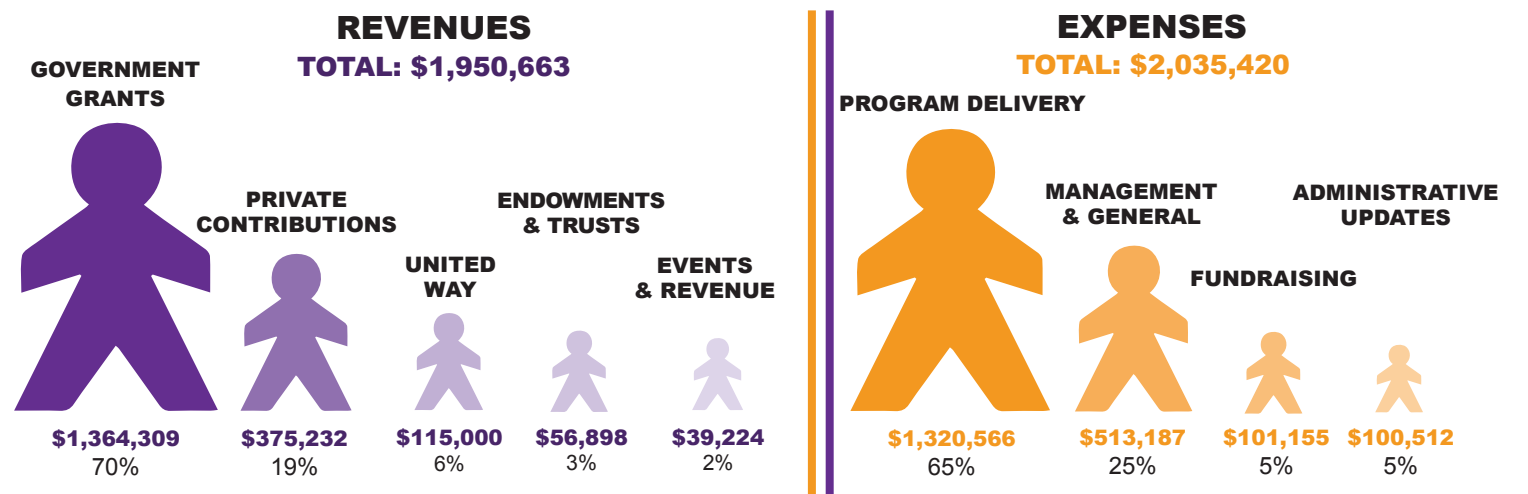 REVENUES
TOTAL: $1,950,663
GOVERNMENT
GRANTS
PRIVATE
CONTRIBUTIONS
UNITED
WAY
ENDOWMENTS
& TRUSTS
EVENTS
& REVENUE
$1,364,309
70%
$375,232
19%
$115,000
6%
$56,898
3%
$39,224
2%
EXPENSES
TOTAL: $2,035,420
PROGRAM DELIVERY
MANAGEMENT
& GENERAL
FUNDRAISING
ADMINISTRATIVE
UPDATES
$1,320,566
65%
$513,187
25%
$101,155
5%
$100,512
5%